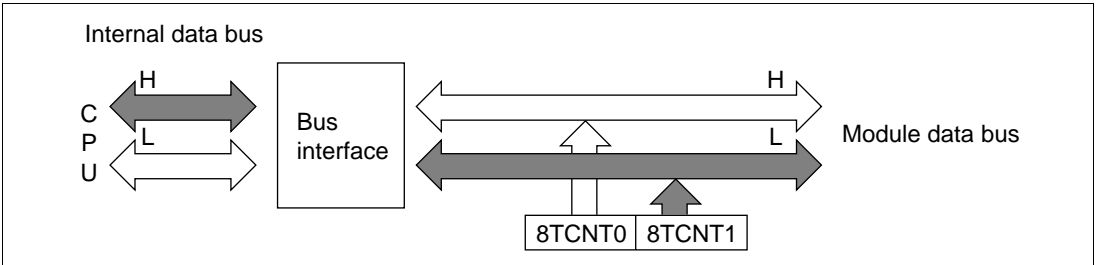 Internal data bus
H
H
C
P
U
L
Bus
interface
L
Module data bus
8TCNT0
8TCNT1